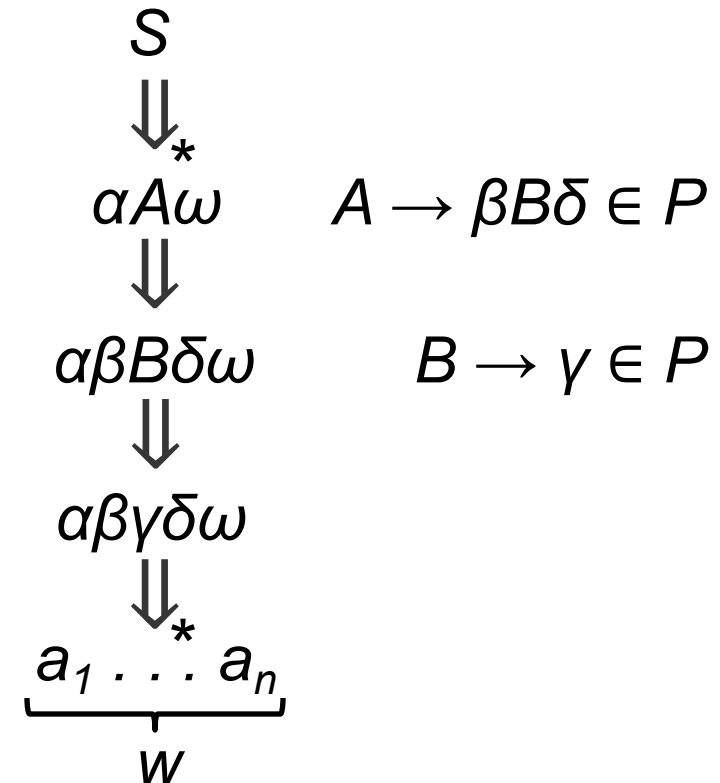 S
⇓
*
αAω A → βBδ ∈ P
⇓
αβBδω B → γ ∈ P
⇓
αβγδω
⇓
*
a₁ . . . aₙ
w